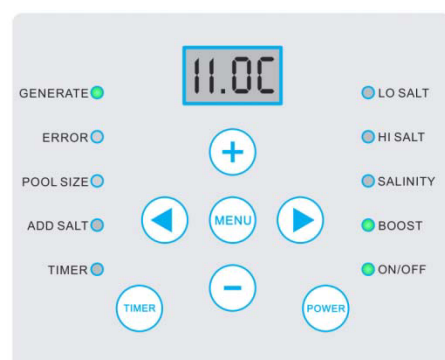 11.0C
GENERATE
LO SALT
ERROR
HI SALT
+
POOL SIZE
SALINITY
MENU
ADD SALT
BOOST
TIMER
ON/OFF
−
TIMER
POWER